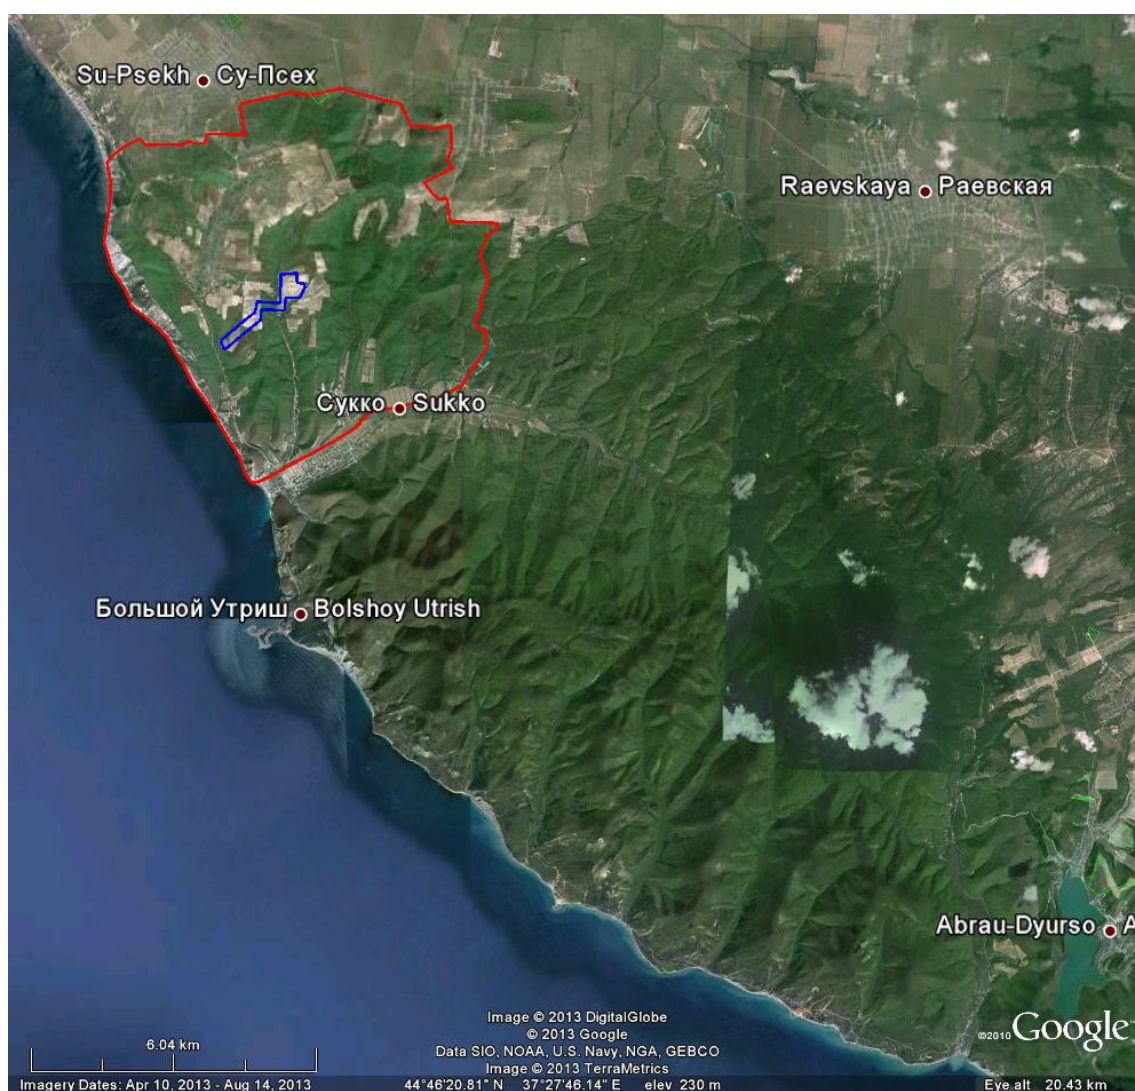 Su-Psekh Су-Псех
Raevskaya Раевская
Сукко Sukko
Большой Утриш Bolshoy Utrish
Abrau-Dyurso А
Image © 2013 DigitalGlobe
© 2013 Google
Data SIO, NOAA, U.S. Navy, NGA, GEBCO
Image © 2013 TerraMetrics
©2010 Google
6.04 km
Imagery Dates: Apr 10, 2013 - Aug 14, 2013 44°46'20.81" N 37°27'46.14" E elev 230 m Eye alt 20.43 km